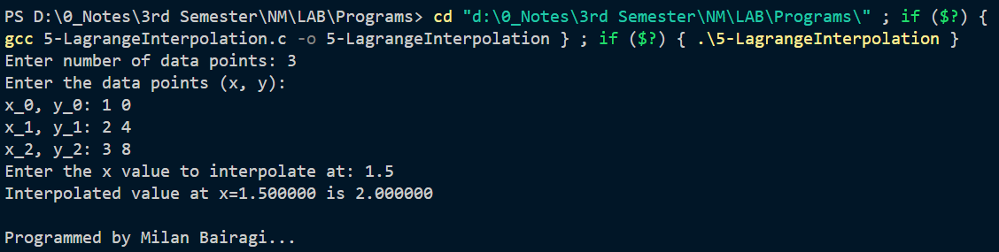 PS D:\0_Notes\3rd Semester\NM\LAB\Programs> cd "d:\0_Notes\3rd Semester\NM\LAB\Programs\" ; if ($?) {
gcc 5-LagrangeInterpolation.c -o 5-LagrangeInterpolation } ; if ($?) { .\5-LagrangeInterpolation }
Enter number of data points: 3
Enter the data points (x, y):
x_0, y_0: 1 0
x_1, y_1: 2 4
x_2, y_2: 3 8
Enter the x value to interpolate at: 1.5
Interpolated value at x=1.500000 is 2.000000
Programmed by Milan Bairagi...